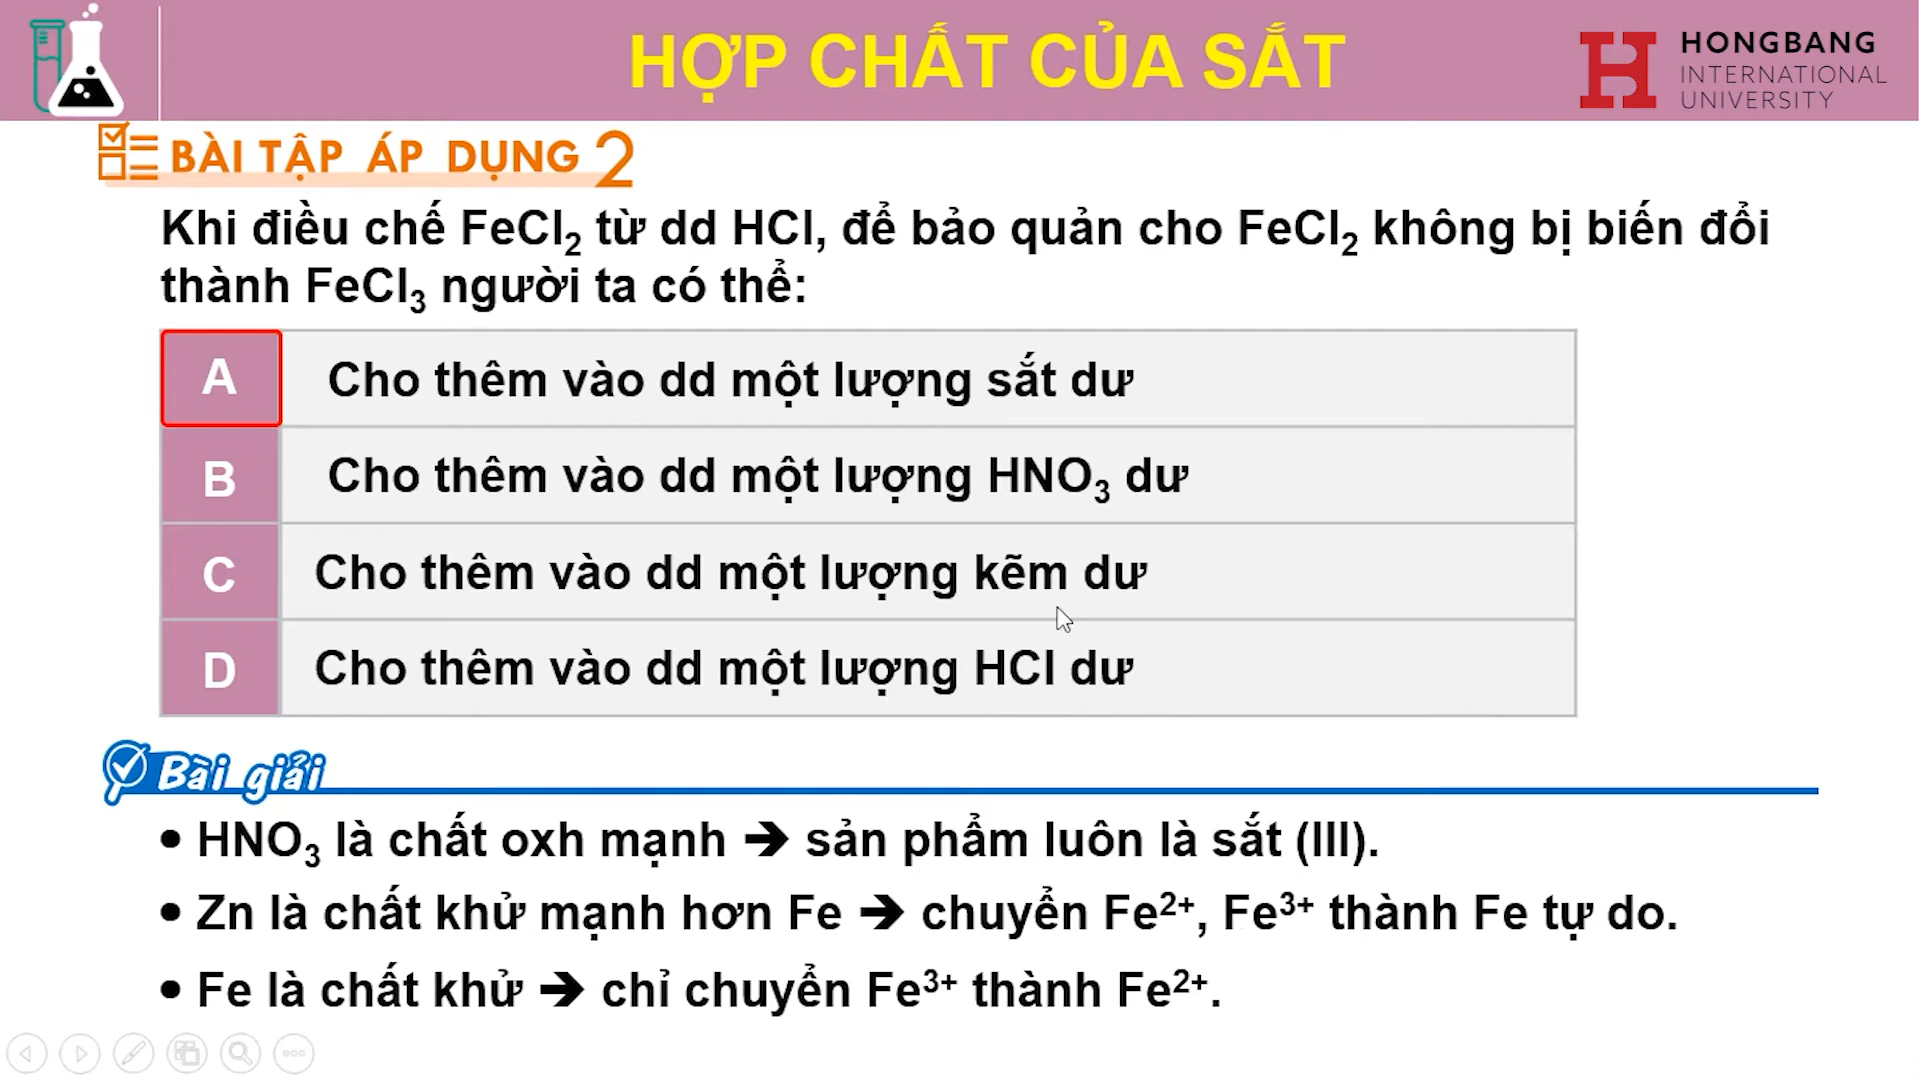 HỢP CHẤT CỦA SẮT
HONGBANG
INTERNATIONAL
UNIVERSITY
BÀI TẬP ÁP DỤNG 2
Khi điều chế FeCl₂ từ dd HCl, để bảo quản cho FeCl₂ không bị biến đổi
thành FeCl₃ người ta có thể:
A Cho thêm vào dd một lượng sắt dư
B Cho thêm vào dd một lượng HNO₃ dư
C Cho thêm vào dd một lượng kẽm dư
D Cho thêm vào dd một lượng HCl dư
Bài giải
• HNO₃ là chất oxh mạnh ➔ sản phẩm luôn là sắt (III).
• Zn là chất khử mạnh hơn Fe ➔ chuyển Fe²⁺, Fe³⁺ thành Fe tự do.
• Fe là chất khử ➔ chỉ chuyển Fe³⁺ thành Fe²⁺.